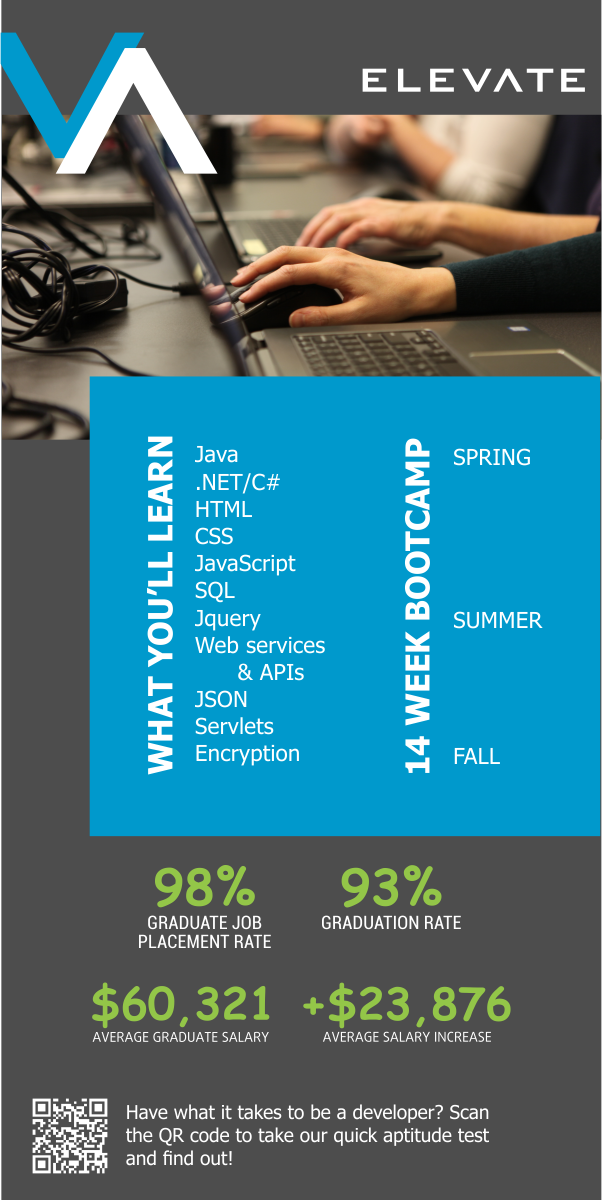 ELEVATE
WHAT YOU'LL LEARN
Java
.NET/C#
HTML
CSS
JavaScript
SQL
Jquery
Web services
& APIs
JSON
Servlets
Encryption
14 WEEK BOOTCAMP
SPRING
SUMMER
FALL
98%
GRADUATE JOB
PLACEMENT RATE
93%
GRADUATION RATE
$60,321
AVERAGE GRADUATE SALARY
+$23,876
AVERAGE SALARY INCREASE
Have what it takes to be a developer? Scan
the QR code to take our quick aptitude test
and find out!